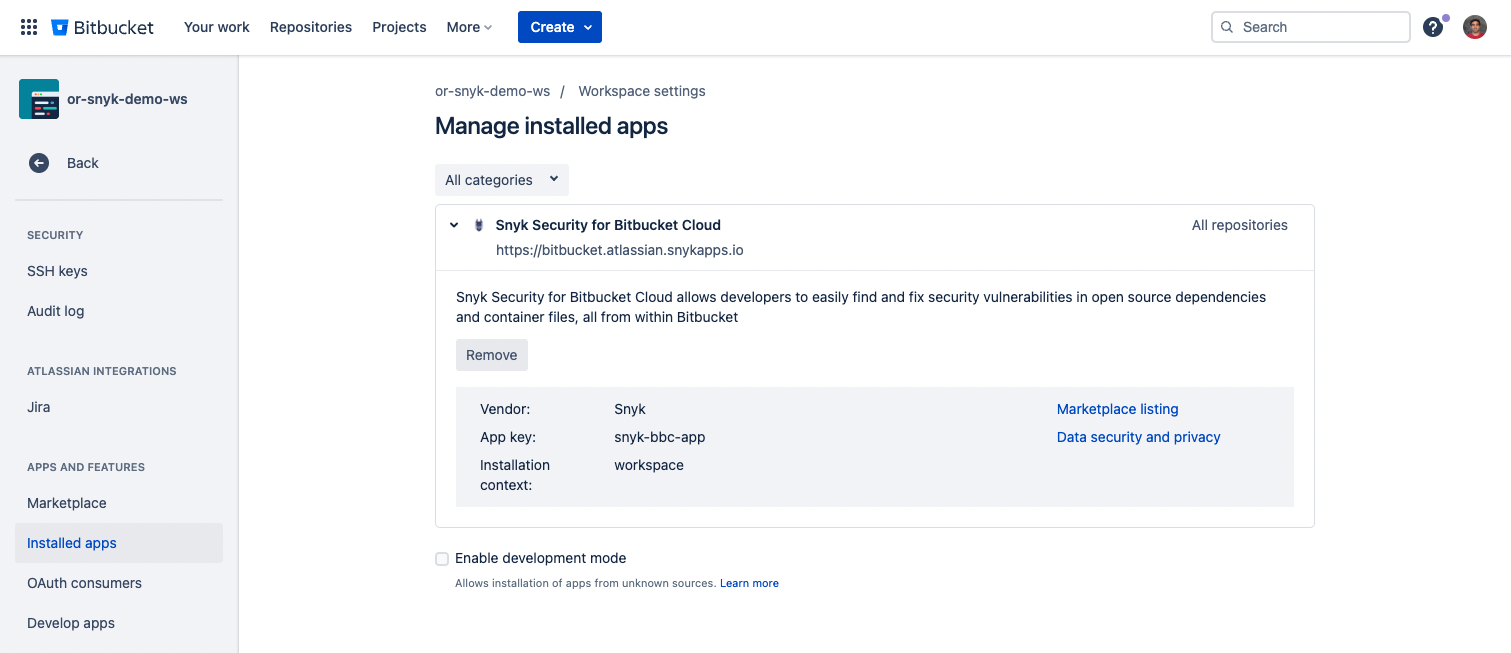 Bitbucket
Your work
Repositories
Projects
More
Create
Search
?
or-snyk-demo-ws
Back
SECURITY
SSH keys
Audit log
ATLASSIAN INTEGRATIONS
Jira
APPS AND FEATURES
Marketplace
Installed apps
OAuth consumers
Develop apps
or-snyk-demo-ws / Workspace settings
Manage installed apps
All categories
Snyk Security for Bitbucket Cloud
All repositories
https://bitbucket.atlassian.snykapps.io
Snyk Security for Bitbucket Cloud allows developers to easily find and fix security vulnerabilities in open source dependencies
and container files, all from within Bitbucket
Remove
Vendor: Snyk
Marketplace listing
App key: snyk-bbc-app
Data security and privacy
Installation workspace
context:
Enable development mode
Allows installation of apps from unknown sources. Learn more